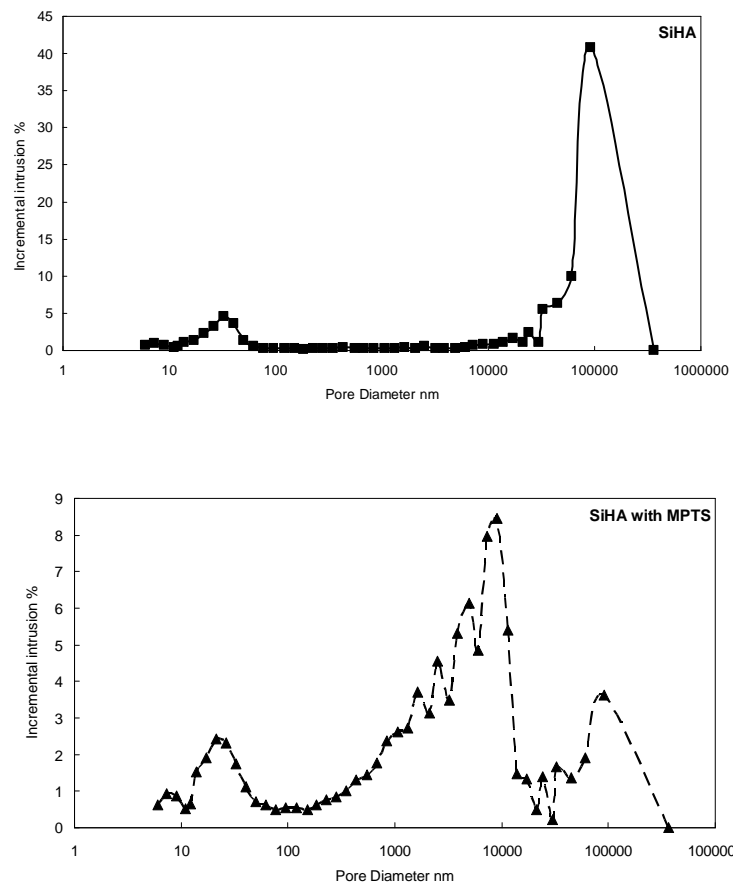 SiHA
45
40
35
30
25
20
15
10
5
0
1 10 100 1000 10000 100000 1000000
Incremental intrusion %
Pore Diameter nm
SiHA with MPTS
9
8
7
6
5
4
3
2
1
0
1 10 100 1000 10000 100000 100000
Incremental intrusion %
Pore Diameter nm